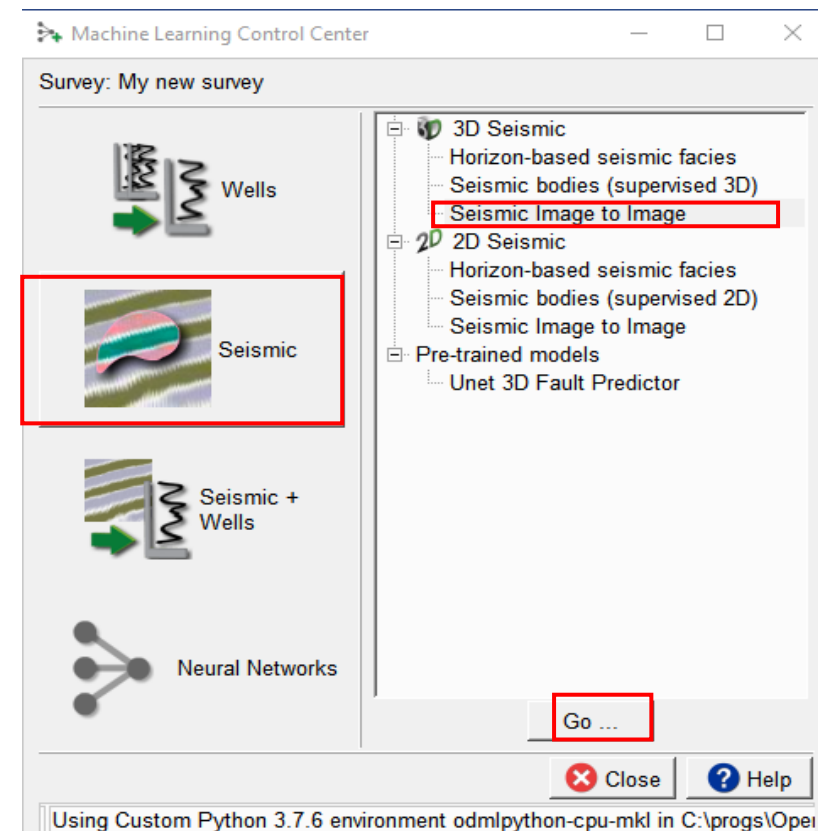 Machine Learning Control Center
Survey: My new survey
Wells
Seismic
Seismic +
Wells
Neural Networks
3D Seismic
Horizon-based seismic facies
Seismic bodies (supervised 3D)
Seismic Image to Image
2D 2D Seismic
Horizon-based seismic facies
Seismic bodies (supervised 2D)
Seismic Image to Image
Pre-trained models
Unet 3D Fault Predictor
Go ...
Close
? Help
Using Custom Python 3.7.6 environment odmlpython-cpu-mkl in C:\progs\Oper